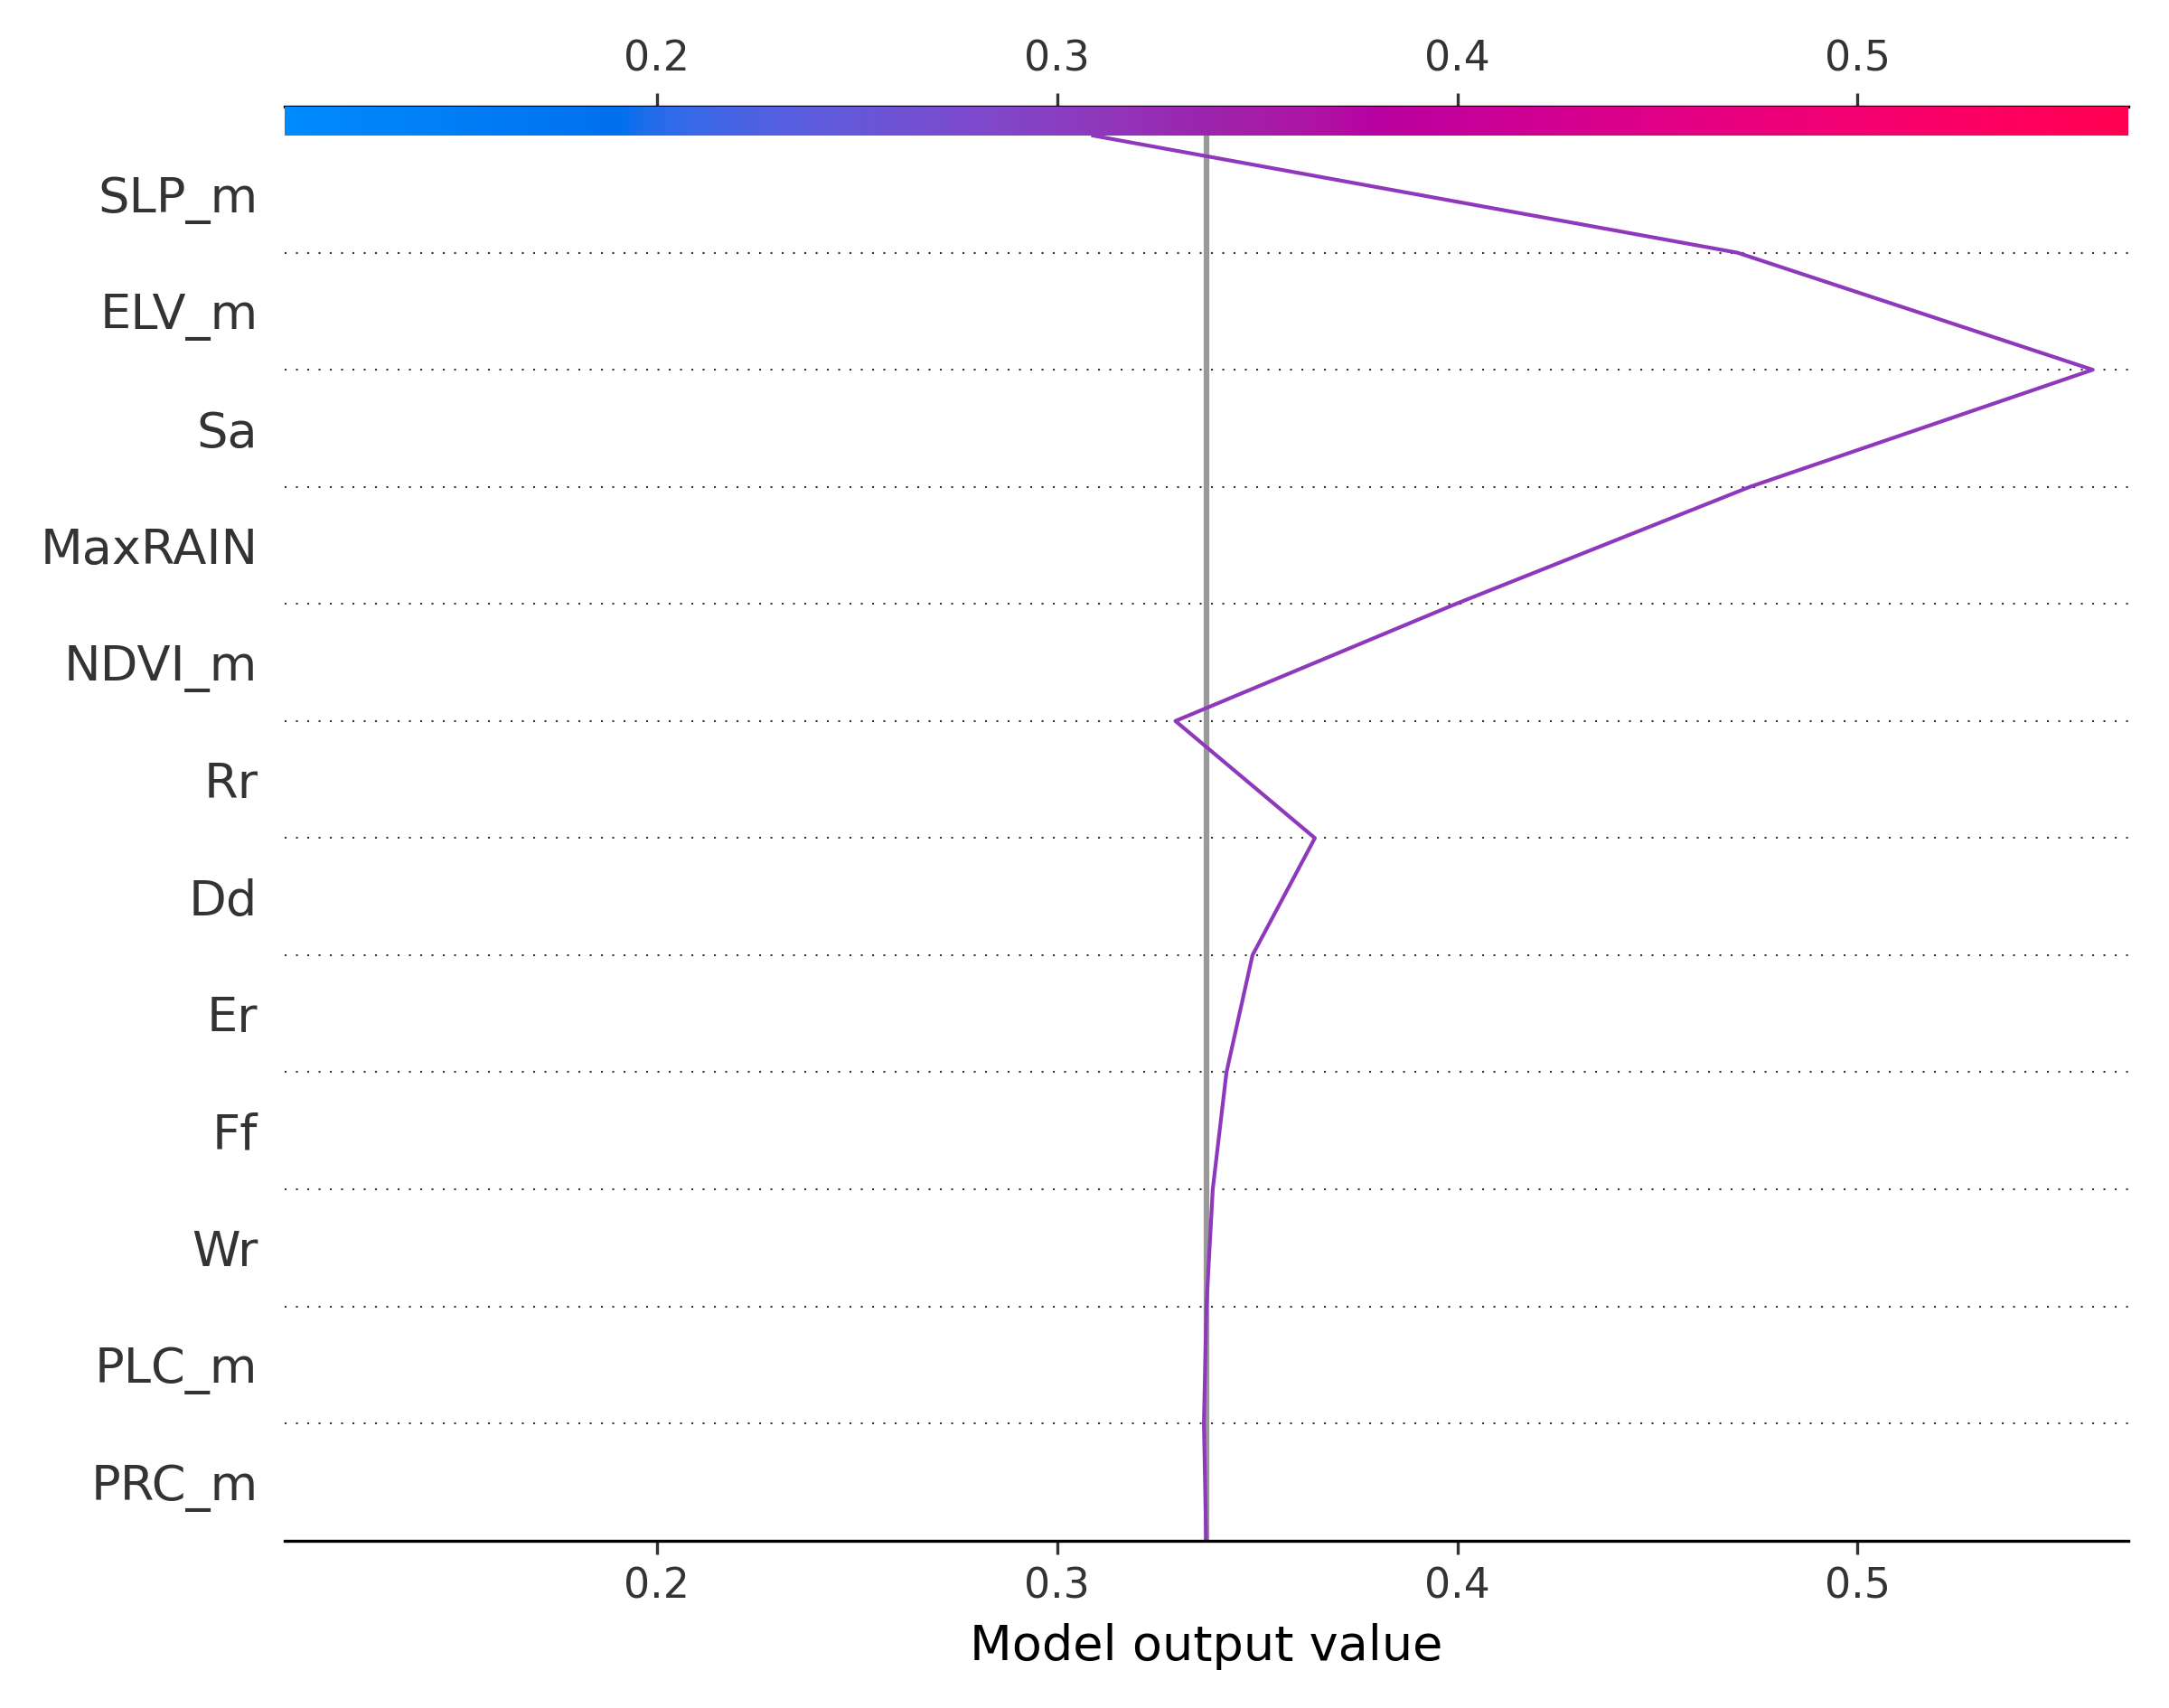 0.2 0.3 0.4 0.5
SLP_m
ELV_m
Sa
MaxRAIN
NDVI_m
Rr
Dd
Er
Ff
Wr
PLC_m
PRC_m
0.2 0.3 0.4 0.5
Model output value